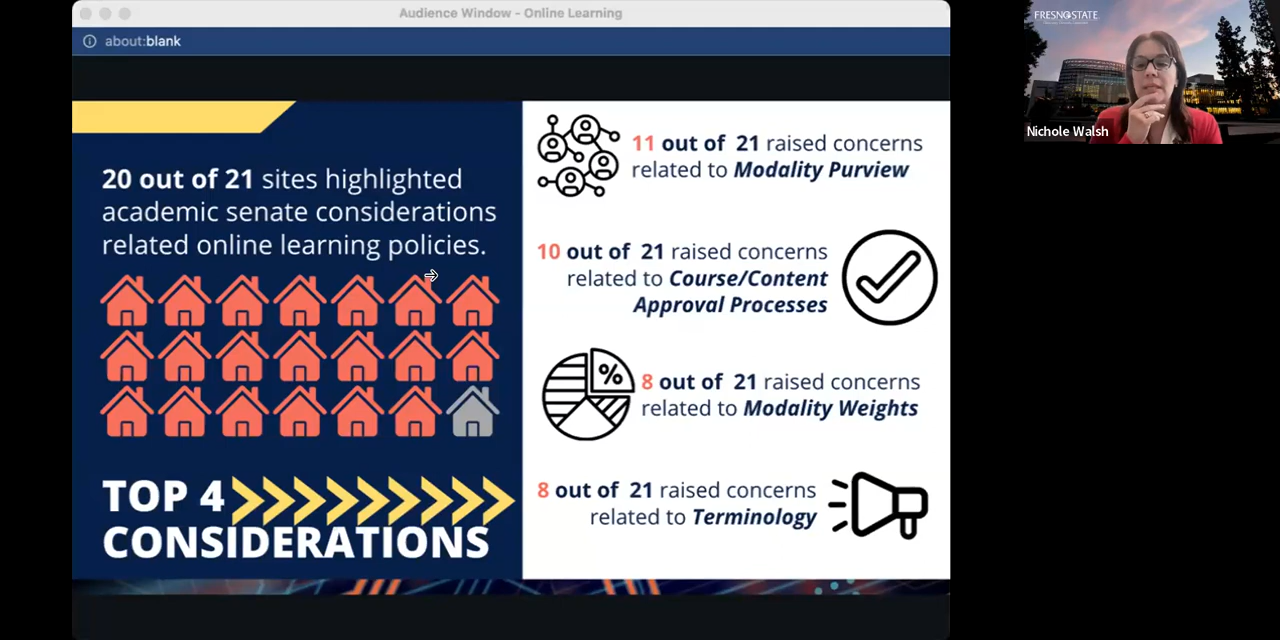 Audience Window - Online Learning
about:blank
20 out of 21 sites highlighted
academic senate considerations
related online learning policies.
TOP 4
CONSIDERATIONS
11 out of 21 raised concerns
related to Modality Purview
10 out of 21 raised concerns
related to Course/Content
Approval Processes
%
8 out of 21 raised concerns
related to Modality Weights
8 out of 21 raised concerns
related to Terminology
FRESNO STATE
Nichole Walsh